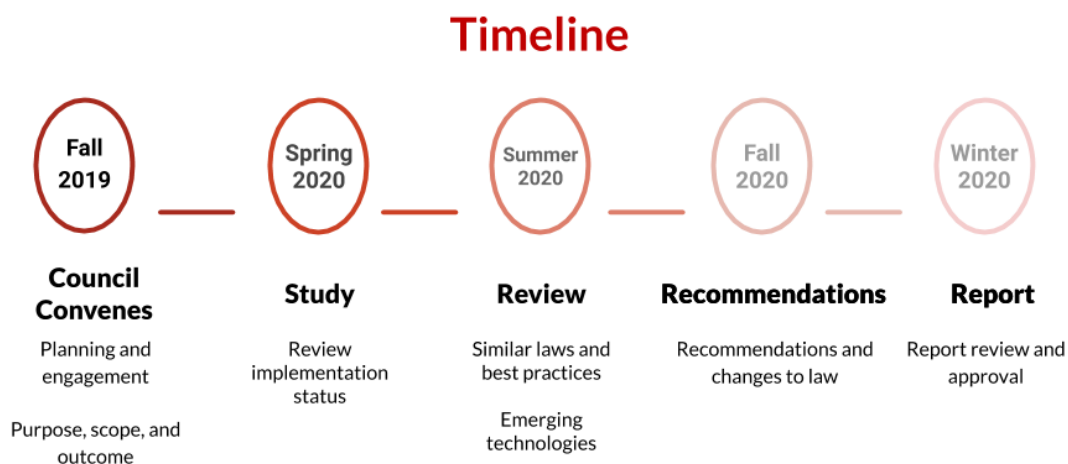 Timeline
Fall
2019
Spring
2020
Summer
2020
Fall
2020
Winter
2020
Council
Convenes
Planning and
engagement
Purpose, scope, and
outcome
Study
Review
implementation
status
Review
Similar laws and
best practices
Emerging
technologies
Recommendations
Recommendations and
changes to law
Report
Report review and
approval